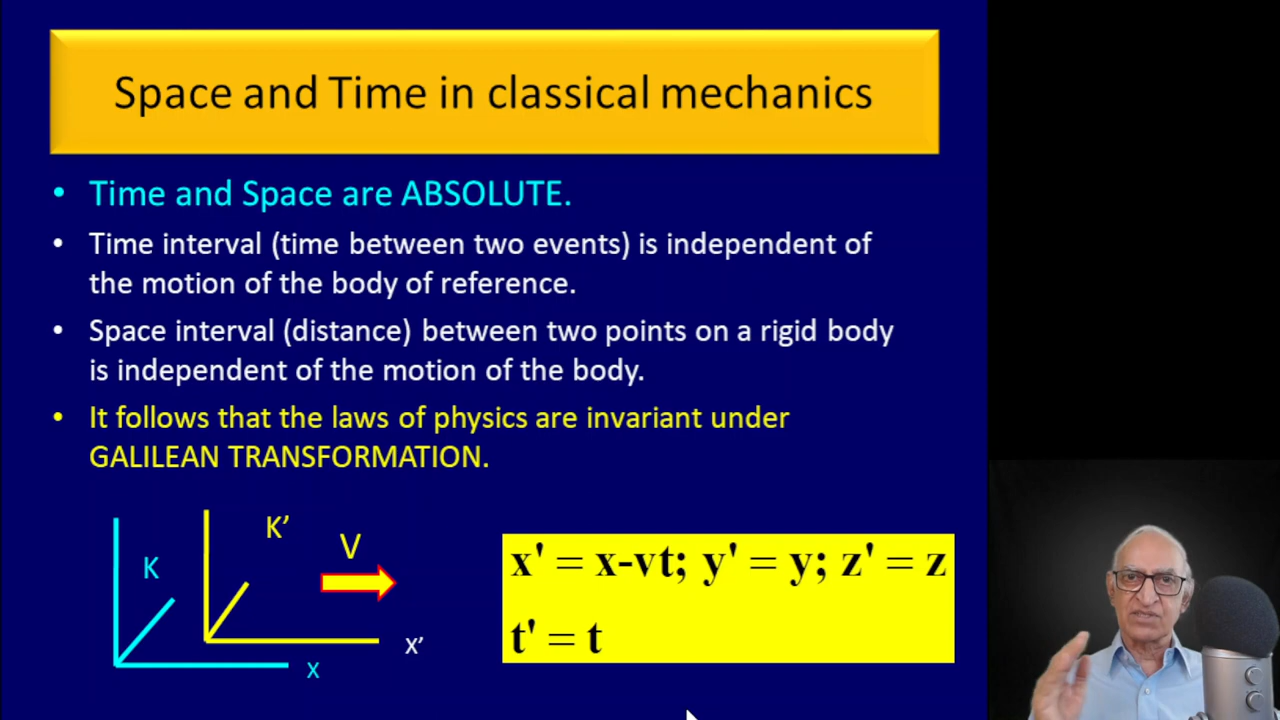 Space and Time in classical mechanics
• Time and Space are ABSOLUTE.
• Time interval (time between two events) is independent of
the motion of the body of reference.
• Space interval (distance) between two points on a rigid body
is independent of the motion of the body.
• It follows that the laws of physics are invariant under
GALILEAN TRANSFORMATION.
K
K’
V
x’
x
x' = x-vt; y' = y; z' = z
t' = t